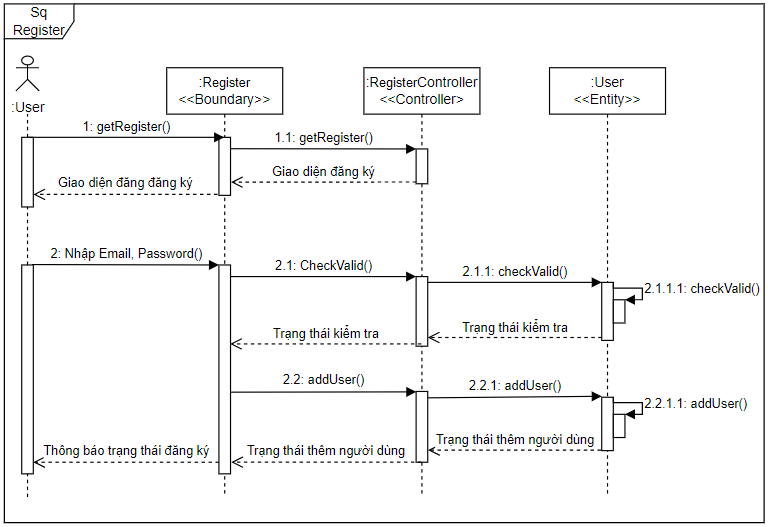 Sq
Register
:User
:Register
<<Boundary>>
:RegisterController
<<Controller>
:User
<<Entity>>
1: getRegister()
1.1: getRegister()
Giao diện đăng ký
Giao diện đăng đăng ký
2: Nhập Email, Password()
2.1: CheckValid()
2.1.1: checkValid()
2.1.1.1: checkValid()
Trạng thái kiểm tra
Trạng thái kiểm tra
2.2: addUser()
2.2.1: addUser()
2.2.1.1: addUser()
Trạng thái thêm người dùng
Trạng thái thêm người dùng
Thông báo trạng thái đăng ký